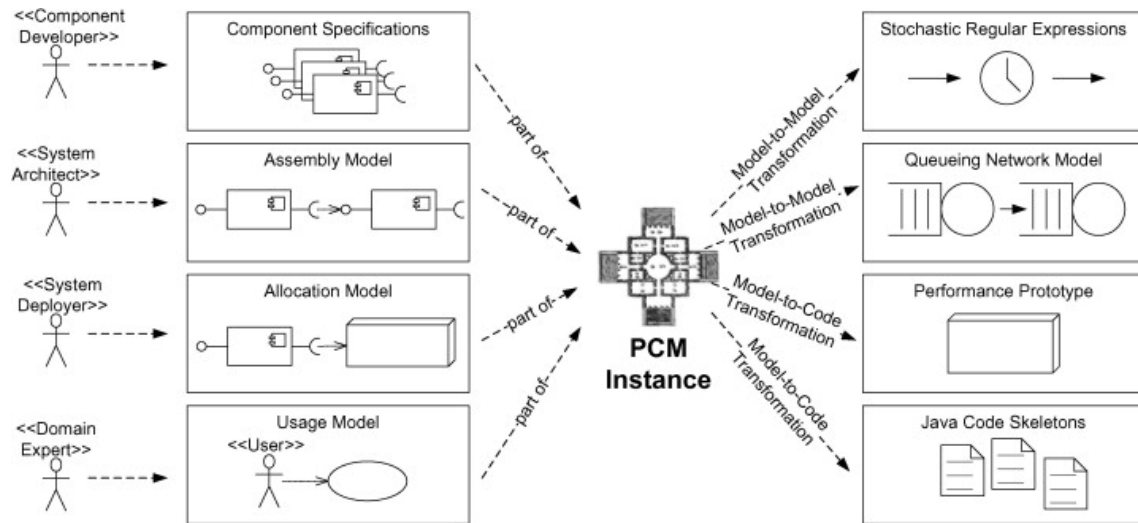 <<Component
Developer>>
Component Specifications
<<System
Architect>>
Assembly Model
<<System
Deployer>>
Allocation Model
<<Domain
Expert>>
Usage Model
<<User>>
part of
part of
part of
part of
PCM
Instance
Model-to-Model
Transformation
Model-to-Model
Transformation
Model-to-Code
Transformation
Model-to-Code
Transformation
Stochastic Regular Expressions
Queueing Network Model
Performance Prototype
Java Code Skeletons